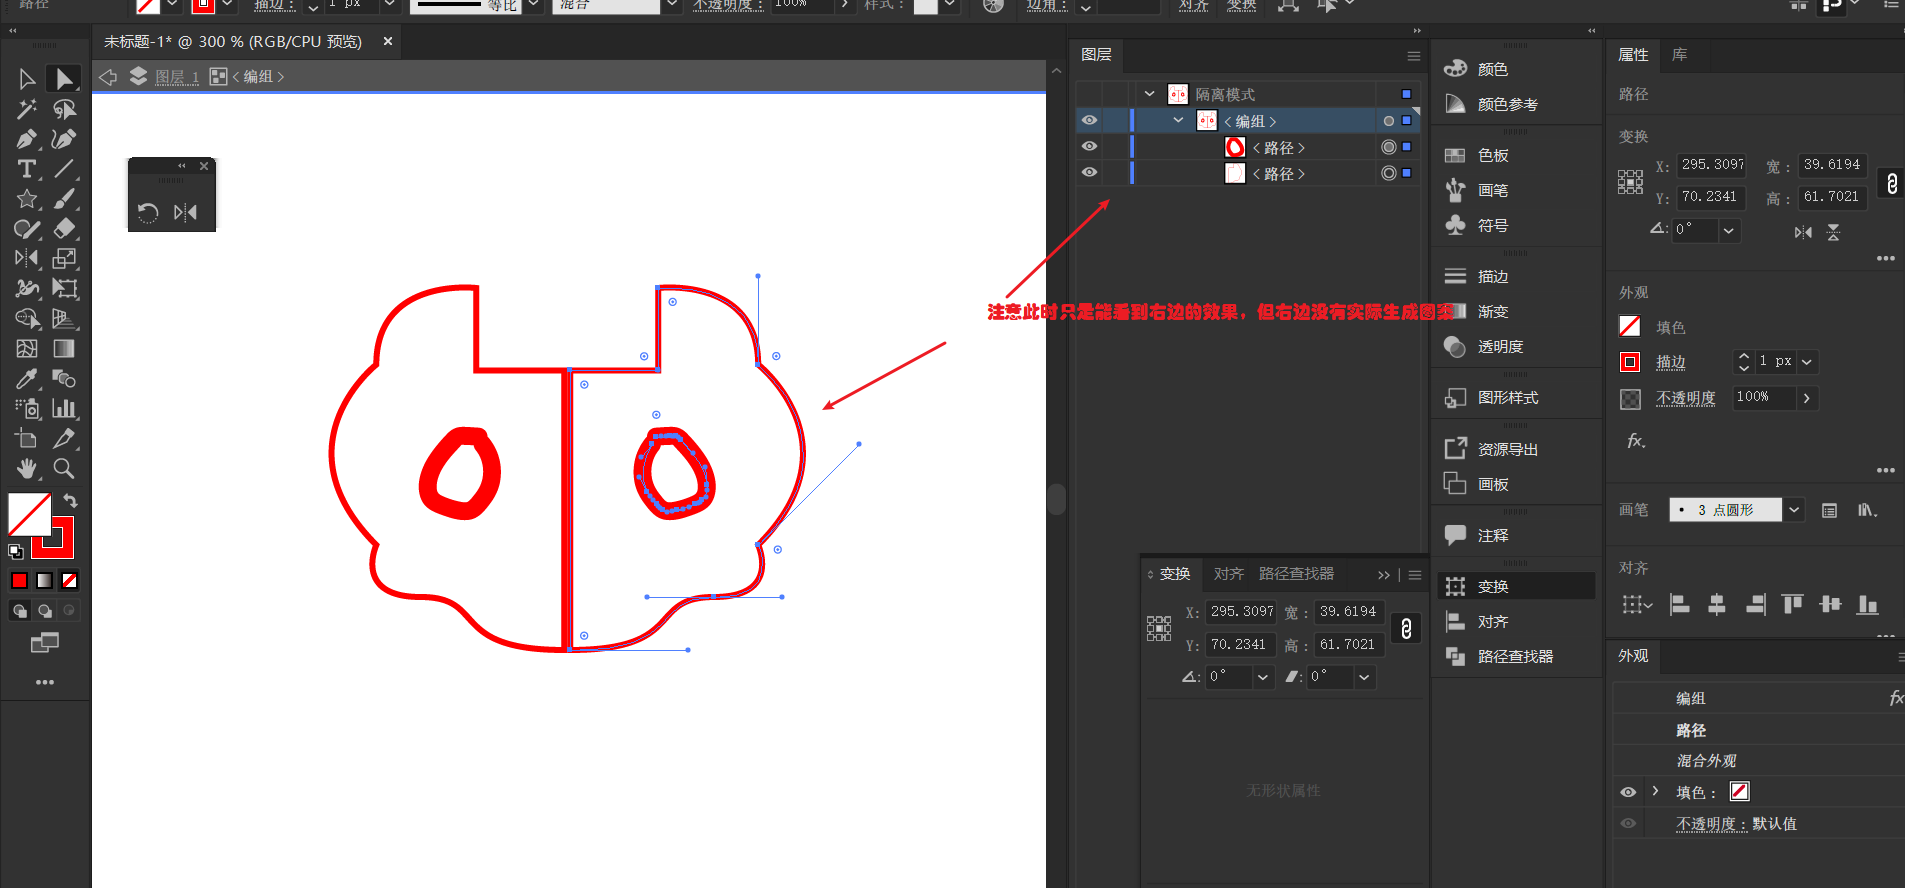 路径
描边：
1 px
等比
混合
不透明度：
100%
样式：
边角：
对齐
变换
未标题-1* @ 300 % (RGB/CPU 预览)
图层 1
< 编组 >
图层
隔离模式
< 编组 >
< 路径 >
< 路径 >
注意此时只是能看到右边的效果，但右边没有实际生成图案
颜色
颜色参考
色板
画笔
符号
描边
渐变
透明度
图形样式
资源导出
画板
注释
变换
对齐
路径查找器
变换
对齐
路径查找器
X:
295.3097
宽：
39.6194
Y:
70.2341
高：
61.7021
0°
0°
无形状属性
属性
库
路径
变换
X:
295.3097
宽：
39.6194
Y:
70.2341
高：
61.7021
0°
外观
填色
描边
1 px
不透明度
100%
fx.
画笔
3 点圆形
对齐
外观
编组
fx
路径
混合外观
填色：
不透明度：默认值